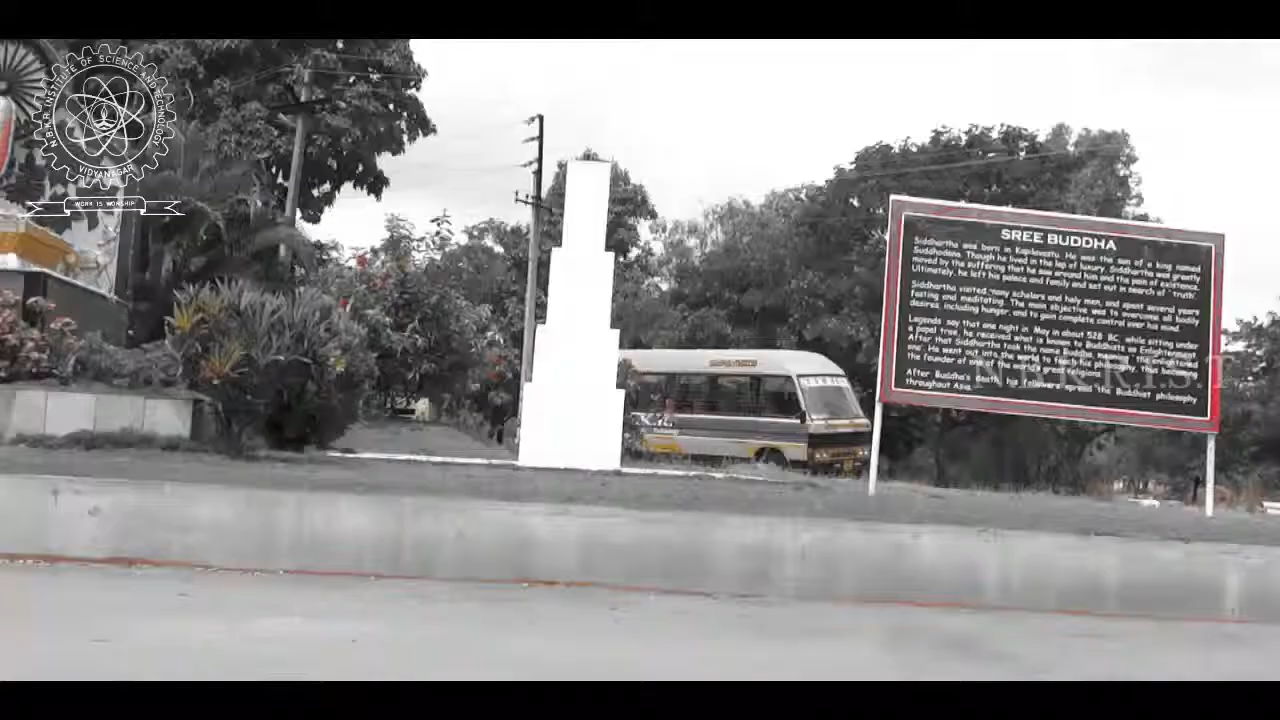 N.B.K.R INSTITUTE OF SCIENCE AND TECHNOLOGY
VIDYANAGAR
WORK IS WORSHIP
SREE BUDDHA
Siddhartha was born in Kapilavastu. He was the son of a king named
Suddhodana. Though he lived in the lap of luxury, Siddhartha was greatly
moved by the suffering that he saw around him and the pain of existence.
Ultimately, he left his palace and family and set out in search of 'truth'.
Siddhartha visited many scholars and holy men, and spent several years
fasting and meditating. The main objective was to overcome all bodily
desires, including hunger, and to gain complete control over his mind.
Legends say that one night in May in about 528 BC, while sitting under
a papal tree, he received what is known to Buddhists as Enlightenment
After that Siddhartha took the name Buddha, meaning 'the enlightened
one'. He went out into the world to teach his philosophy, thus became
the founder of one of the world's great religions.
After Buddha's death, his followers spread the Buddhist philosophy
throughout Asia.